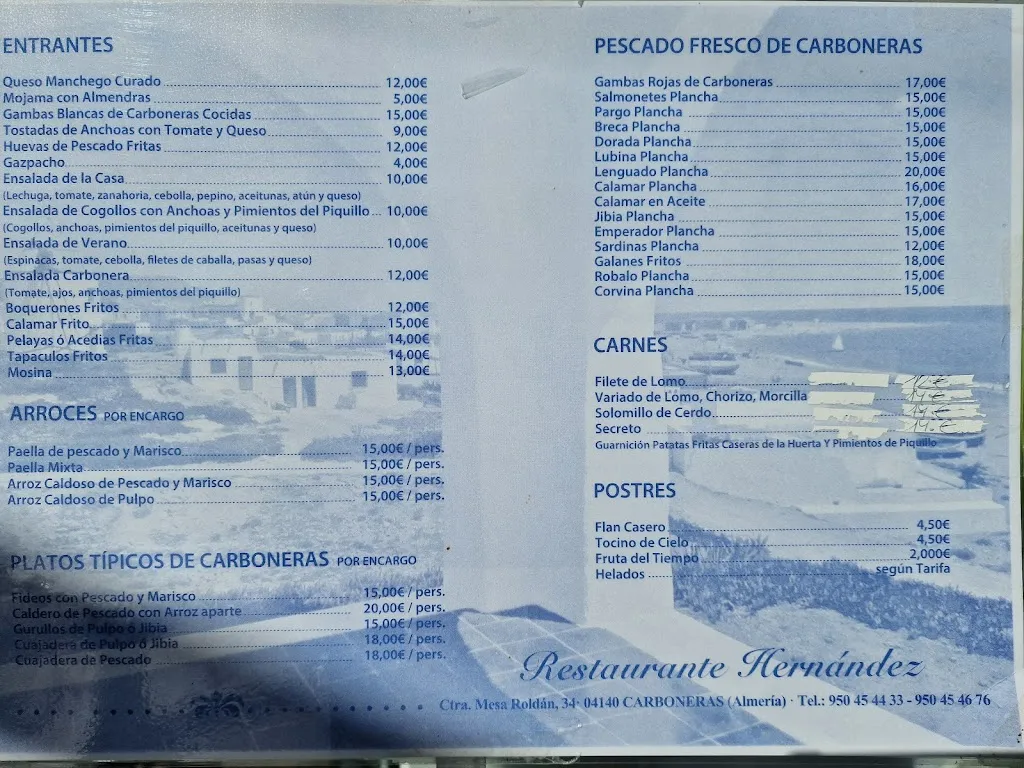 ENTRANTES
Queso Manchego Curado 12,00€
Mojama con Almendras 5,00€
Gambas Blancas de Carboneras Cocidas 15,00€
Tostadas de Anchoas con Tomate y Queso 9,00€
Huevas de Pescado Fritas 12,00€
Gazpacho 4,00€
Ensalada de la Casa 10,00€
(Lechuga, tomate, zanahoria, cebolla, pepino, aceitunas, atún y queso)
Ensalada de Cogollos con Anchoas y Pimientos del Piquillo 10,00€
(Cogollos, anchoas, pimientos del piquillo, aceitunas y queso)
Ensalada de Verano 10,00€
(Espinacas, tomate, cebolla, filetes de caballa, pasas y queso)
Ensalada Carbonera 12,00€
(Tomate, ajos, anchoas, pimientos del piquillo)
Boquerones Fritos 12,00€
Calamar Frito 15,00€
Pelayas ó Acedias Fritas 14,00€
Tapaculos Fritos 14,00€
Mosina 13,00€
ARROCES POR ENCARGO
Paella de pescado y Marisco 15,00€ / pers.
Paella Mixta 15,00€ / pers.
Arroz Caldoso de Pescado y Marisco 15,00€ / pers.
Arroz Caldoso de Pulpo 15,00€ / pers.
PLATOS TÍPICOS DE CARBONERAS POR ENCARGO
Fideos con Pescado y Marisco 15,00€ / pers.
Caldero de Pescado con Arroz aparte 20,00€ / pers.
Gurullos de Pulpo ó Jibia 15,00€ / pers.
Cuajadera de Pulpo ó Jibia 18,00€ / pers.
Cuajadera de Pescado 18,00€ / pers.
PESCADO FRESCO DE CARBONERAS
Gambas Rojas de Carboneras 17,00€
Salmonetes Plancha 15,00€
Pargo Plancha 15,00€
Breca Plancha 15,00€
Dorada Plancha 15,00€
Lubina Plancha 15,00€
Lenguado Plancha 20,00€
Calamar Plancha 16,00€
Calamar en Aceite 17,00€
Jibia Plancha 15,00€
Emperador Plancha 15,00€
Sardinas Plancha 12,00€
Galanes Fritos 18,00€
Robalo Plancha 15,00€
Corvina Plancha 15,00€
CARNES
Filete de Lomo
Variado de Lomo, Chorizo, Morcilla
Solomillo de Cerdo
Secreto
Guarnición Patatas Fritas Caseras de la Huerta Y Pimientos de Piquillo
POSTRES
Flan Casero 4,50€
Tocino de Cielo 4,50€
Fruta del Tiempo 2,000€
Helados según Tarifa
Restaurante Hernández
Ctra. Mesa Roldán, 34· 04140 CARBONERAS (Almería) · Tel.: 950 45 44 33 - 950 45 46 76